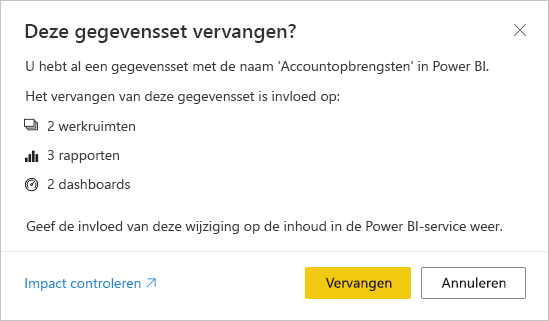 Deze gegevensset vervangen?
U hebt al een gegevensset met de naam 'Accountopbrengsten' in Power BI.
Het vervangen van deze gegevensset is invloed op:
2 werkruimten
3 rapporten
2 dashboards
Geef de invloed van deze wijziging op de inhoud in de Power BI-service weer.
Impact controleren
Vervangen
Annuleren